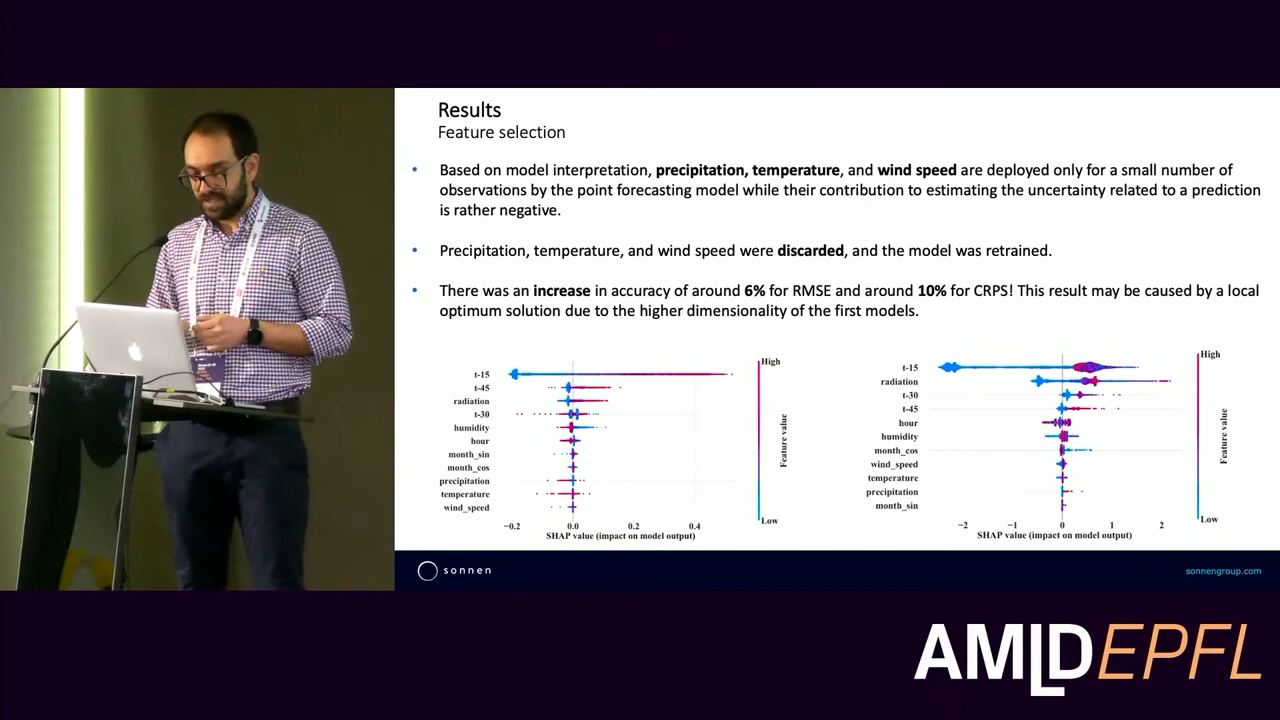 Results
Feature selection
• Based on model interpretation, precipitation, temperature, and wind speed are deployed only for a small number of
observations by the point forecasting model while their contribution to estimating the uncertainty related to a prediction
is rather negative.
• Precipitation, temperature, and wind speed were discarded, and the model was retrained.
• There was an increase in accuracy of around 6% for RMSE and around 10% for CRPS! This result may be caused by a local
optimum solution due to the higher dimensionality of the first models.
t-15
t-45
radiation
t-30
humidity
hour
month_sin
month_cos
precipitation
temperature
wind_speed
−0.2 0.0 0.2 0.4
SHAP value (impact on model output)
High
Feature value
Low
t-15
radiation
t-30
t-45
hour
humidity
month_cos
wind_speed
temperature
precipitation
month_sin
−2 −1 0 1 2
SHAP value (impact on model output)
High
Feature value
Low
sonnen
sonnengroup.com
AMLDEPFL